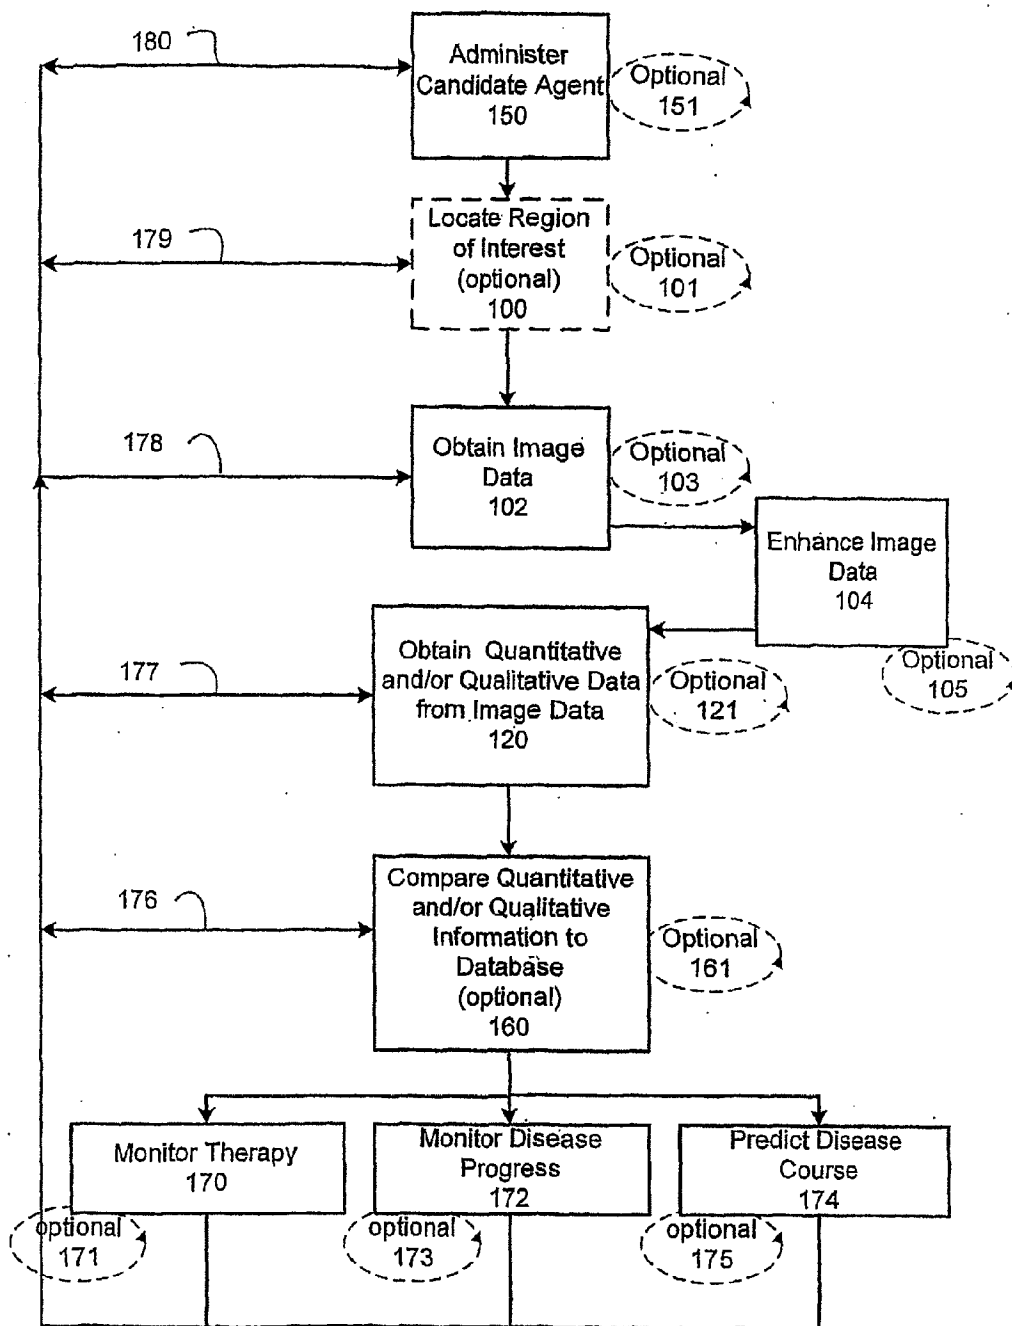 180
Administer
Candidate Agent
150
Optional
151
179
Locate Region
of Interest
(optional)
100
Optional
101
178
Obtain Image
Data
102
Optional
103
Enhance Image
Data
104
Optional
105
177
Obtain Quantitative
and/or Qualitative Data
from Image Data
120
Optional
121
176
Compare Quantitative
and/or Qualitative
Information to
Database
(optional)
160
Optional
161
Monitor Therapy
170
optional
171
Monitor Disease
Progress
172
optional
173
Predict Disease
Course
174
optional
175